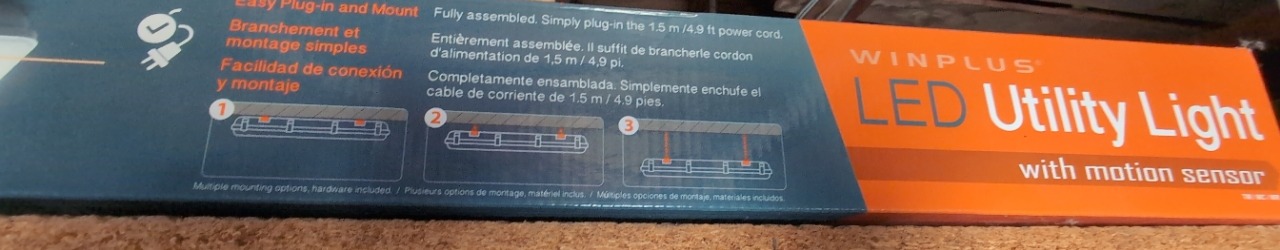 Easy Plug-in and Mount
Branchement et
montage simples
Facilidad de conexión
y montaje
Fully assembled. Simply plug-in the 1.5 m /4.9 ft power cord.
Entièrement assemblée. Il suffit de brancherle cordon
d'alimentation de 1,5 m / 4,9 pi.
Completamente ensamblada. Simplemente enchufe el
cable de corriente de 1.5 m / 4.9 pies.
1
2
3
Multiple mounting options, hardware included. / Plusieurs options de montage, matériel inclus. / Múltiples opciones de montaje, materiales incluidos.
WINPLUS®
LED Utility Light
with motion sensor